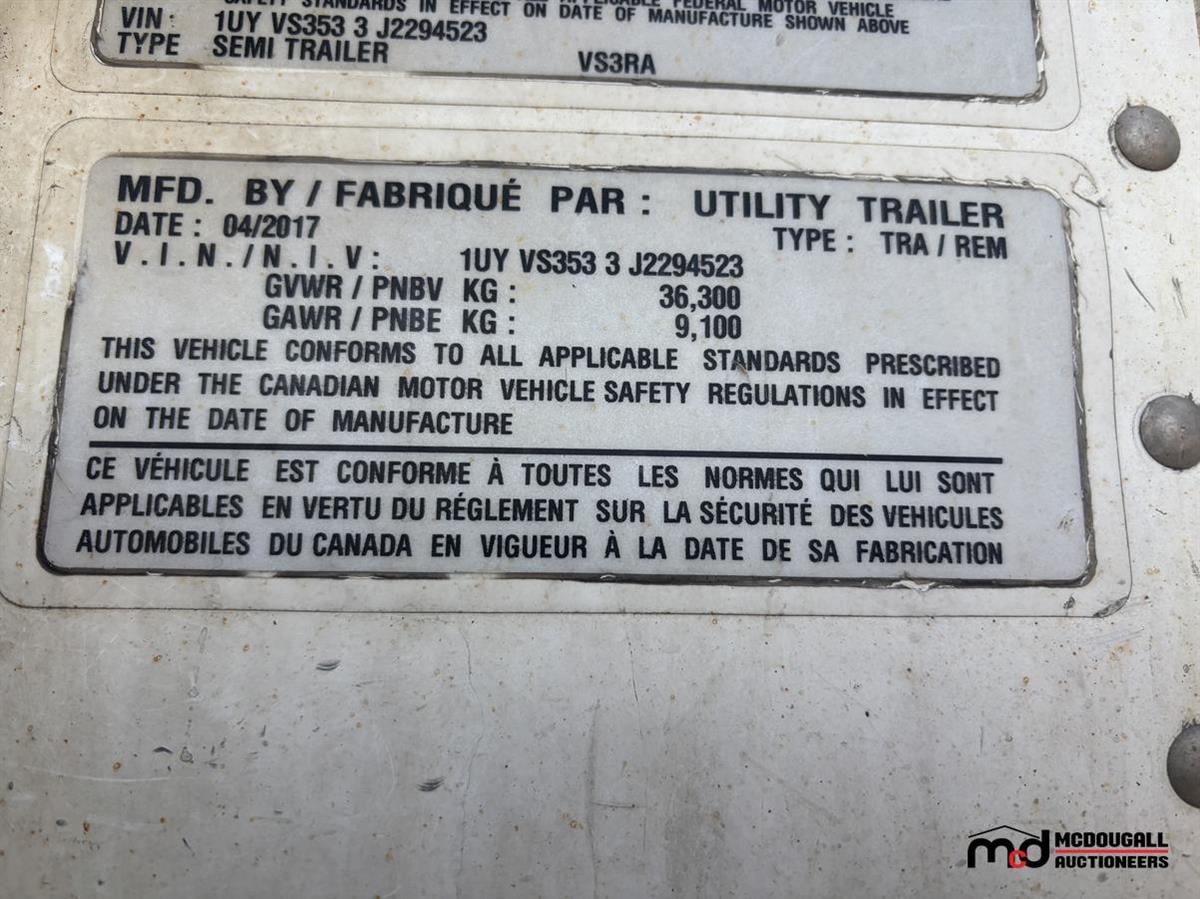 APPLICABLE FEDERAL MOTOR VEHICLE
SAFETY STANDARDS IN EFFECT ON DATE OF MANUFACTURE SHOWN ABOVE
VIN : 1UY VS353 3 J2294523
TYPE SEMI TRAILER VS3RA
MFD. BY / FABRIQUÉ PAR : UTILITY TRAILER
DATE : 04/2017 TYPE : TRA / REM
V.I.N./N.I.V: 1UY VS353 3 J2294523
GVWR / PNBV KG : 36,300
GAWR / PNBE KG : 9,100
THIS VEHICLE CONFORMS TO ALL APPLICABLE STANDARDS PRESCRIBED
UNDER THE CANADIAN MOTOR VEHICLE SAFETY REGULATIONS IN EFFECT
ON THE DATE OF MANUFACTURE
CE VÉHICULE EST CONFORME À TOUTES LES NORMES QUI LUI SONT
APPLICABLES EN VERTU DU RÉGLEMENT SUR LA SÉCURITÉ DES VEHICULES
AUTOMOBILES DU CANADA EN VIGUEUR À LA DATE DE SA FABRICATION
mcd MCDOUGALL
AUCTIONEERS